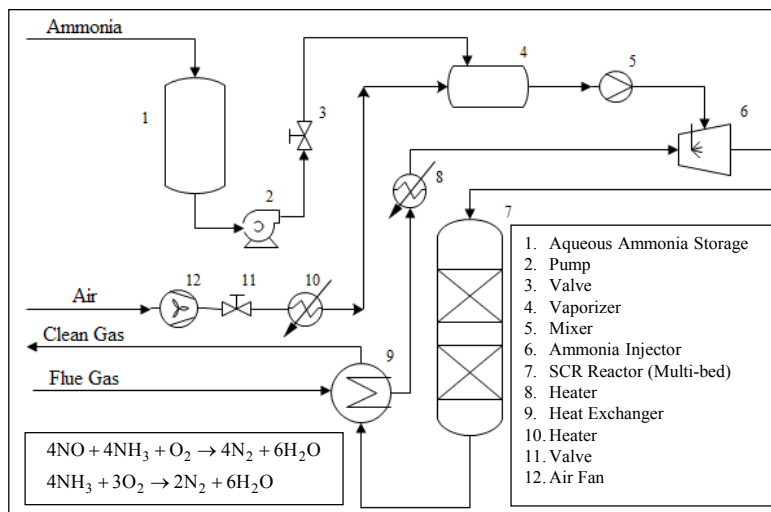 Ammonia
1
2
3
4
5
6
7
8
9
10
11
12
Air
Clean Gas
Flue Gas
4NO + 4NH₃ + O₂ → 4N₂ + 6H₂O
4NH₃ + 3O₂ → 2N₂ + 6H₂O
1. Aqueous Ammonia Storage
2. Pump
3. Valve
4. Vaporizer
5. Mixer
6. Ammonia Injector
7. SCR Reactor (Multi-bed)
8. Heater
9. Heat Exchanger
10. Heater
11. Valve
12. Air Fan